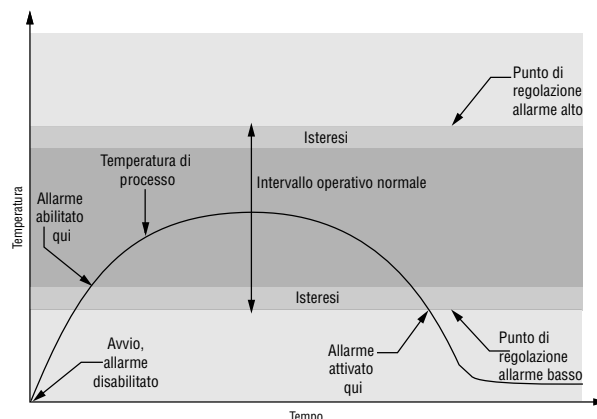 Punto di
regolazione
allarme alto
Isteresi
Temperatura di
processo
Intervallo operativo normale
Allarme
abilitato
qui
Temperatura
Isteresi
Avvio,
allarme
disabilitato
Allarme
attivato
qui
Punto di
regolazione
allarme basso
Tempo